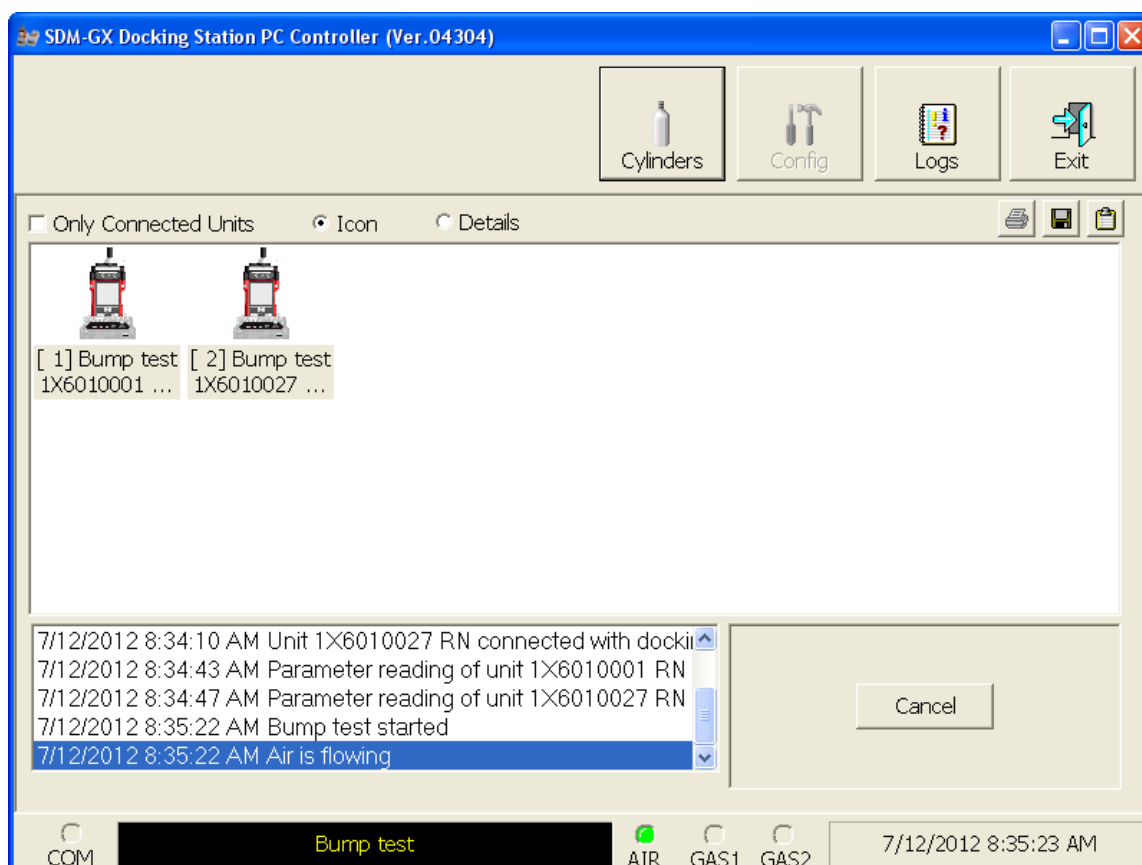 SDM-GX Docking Station PC Controller (Ver.04304)
Cylinders
Config
Logs
Exit
Only Connected Units Icon Details
[ 1] Bump test [ 2] Bump test
1X6010001 ... 1X6010027 ...
7/12/2012 8:34:10 AM Unit 1X6010027 RN connected with docki
7/12/2012 8:34:43 AM Parameter reading of unit 1X6010001 RN
7/12/2012 8:34:47 AM Parameter reading of unit 1X6010027 RN
7/12/2012 8:35:22 AM Bump test started
7/12/2012 8:35:22 AM Air is flowing
Cancel
COM
Bump test
AIR GAS1 GAS2
7/12/2012 8:35:23 AM